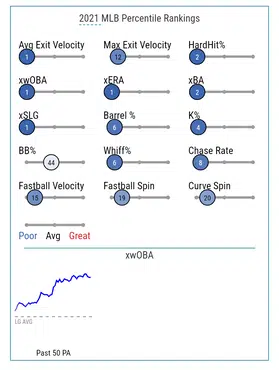 2021 MLB Percentile Rankings
Avg Exit Velocity Max Exit Velocity HardHit%
1 12 2
xwOBA xERA xBA
1 1 2
xSLG Barrel % K%
1 6 4
BB% Whiff% Chase Rate
44 6 8
Fastball Velocity Fastball Spin Curve Spin
15 19 20
Poor Avg Great
xwOBA
LG AVG
Past 50 PA